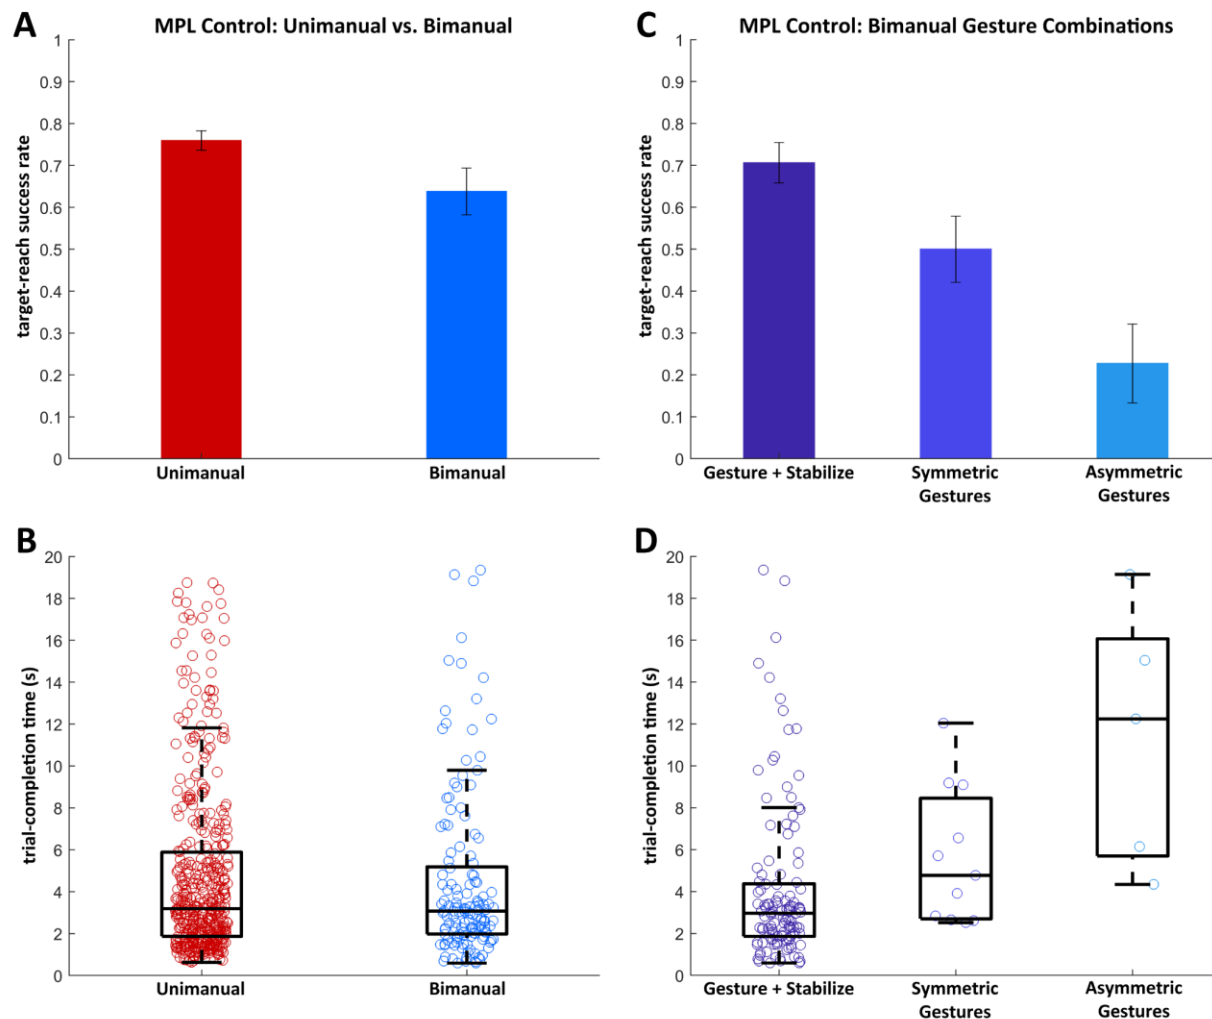 A
MPL Control: Unimanual vs. Bimanual
target-reach success rate
1
0.9
0.8
0.7
0.6
0.5
0.4
0.3
0.2
0.1
0
Unimanual
Bimanual
C
MPL Control: Bimanual Gesture Combinations
target-reach success rate
1
0.9
0.8
0.7
0.6
0.5
0.4
0.3
0.2
0.1
0
Gesture + Stabilize
Symmetric
Gestures
Asymmetric
Gestures
B
trial-completion time (s)
20
18
16
14
12
10
8
6
4
2
0
Unimanual
Bimanual
D
trial-completion time (s)
20
18
16
14
12
10
8
6
4
2
0
Gesture + Stabilize
Symmetric
Gestures
Asymmetric
Gestures